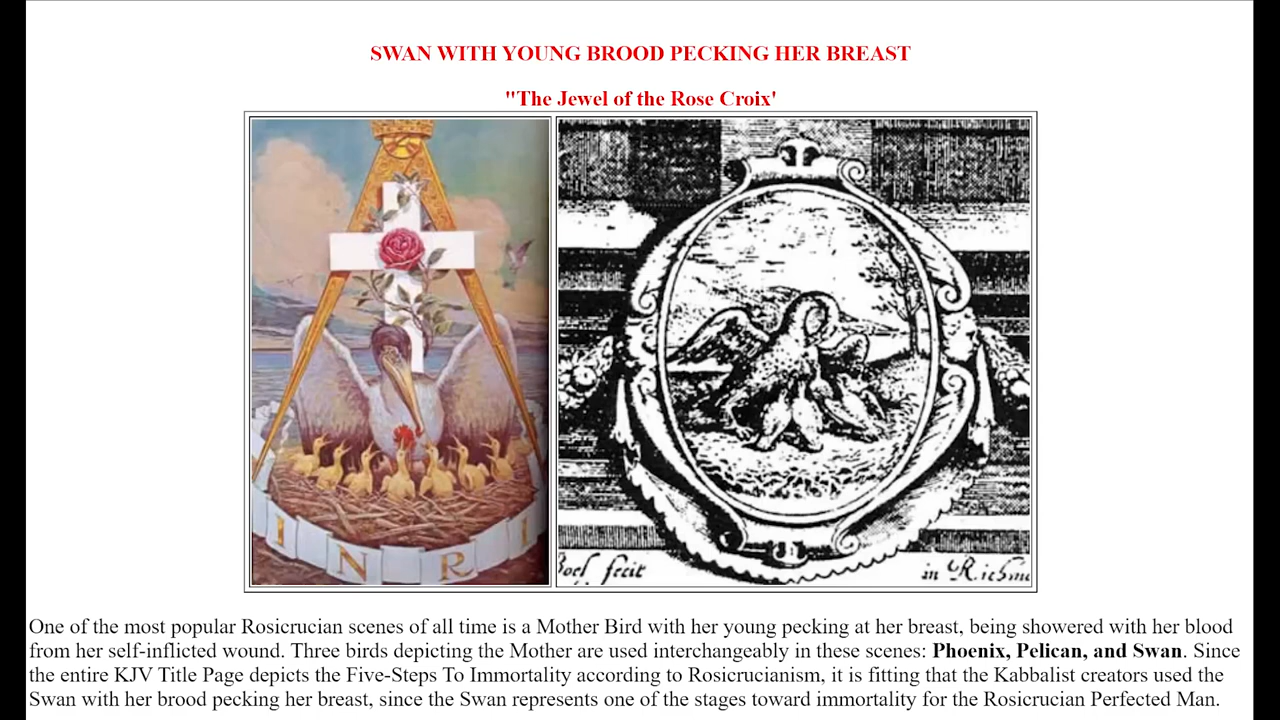 SWAN WITH YOUNG BROOD PECKING HER BREAST
"The Jewel of the Rose Croix'
I N R I
fecit
in Richm
One of the most popular Rosicrucian scenes of all time is a Mother Bird with her young pecking at her breast, being showered with her blood
from her self-inflicted wound. Three birds depicting the Mother are used interchangeably in these scenes: Phoenix, Pelican, and Swan. Since
the entire KJV Title Page depicts the Five-Steps To Immortality according to Rosicrucianism, it is fitting that the Kabbalist creators used the
Swan with her brood pecking her breast, since the Swan represents one of the stages toward immortality for the Rosicrucian Perfected Man.